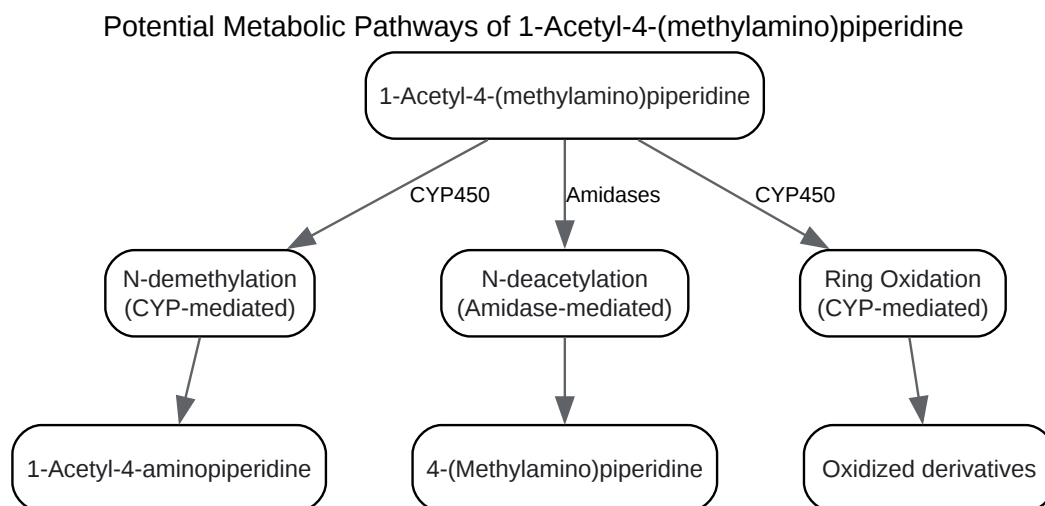 Potential Metabolic Pathways of 1-Acetyl-4-(methylamino)piperidine
1-Acetyl-4-(methylamino)piperidine
CYP450
Amidases
CYP450
N-demethylation
(CYP-mediated)
N-deacetylation
(Amidase-mediated)
Ring Oxidation
(CYP-mediated)
1-Acetyl-4-aminopiperidine
4-(Methylamino)piperidine
Oxidized derivatives